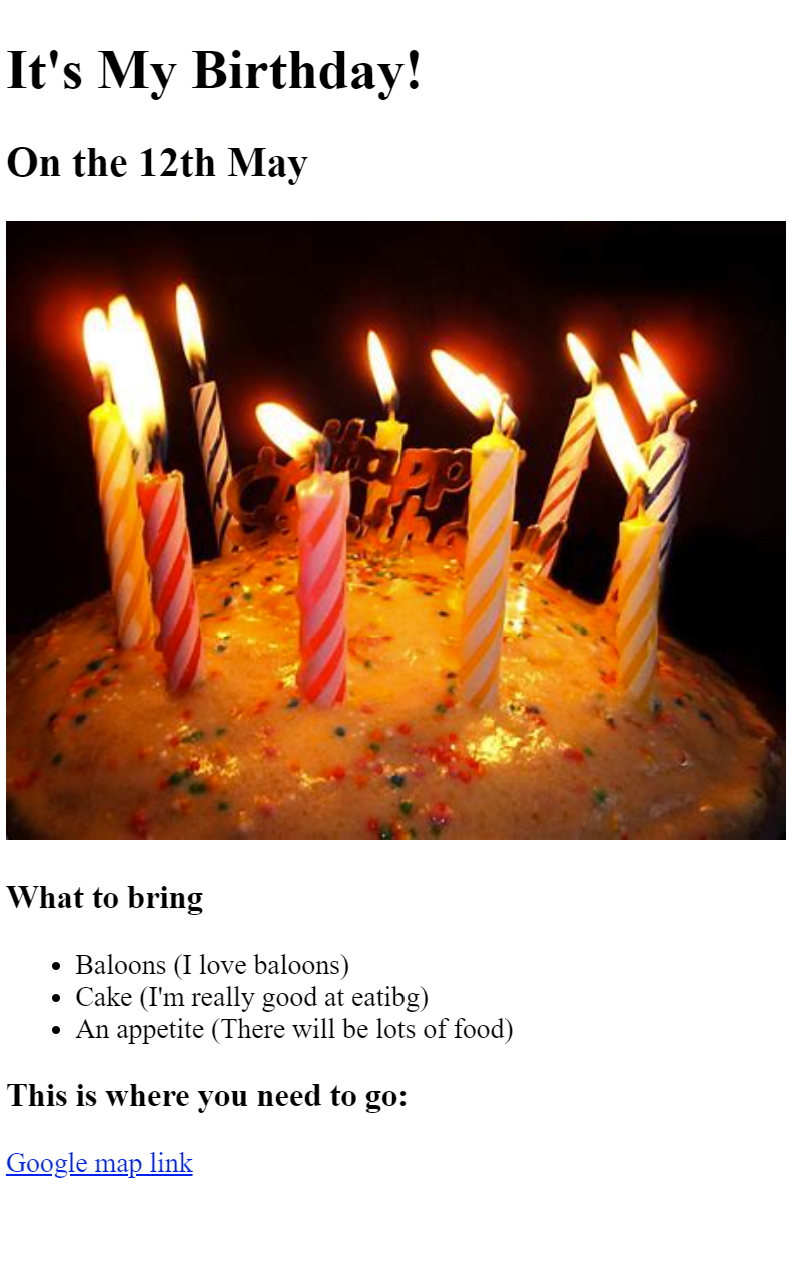 It's My Birthday!
On the 12th May
Happy
What to bring
Baloons (I love baloons)
Cake (I'm really good at eatibg)
An appetite (There will be lots of food)
This is where you need to go:
Google map link